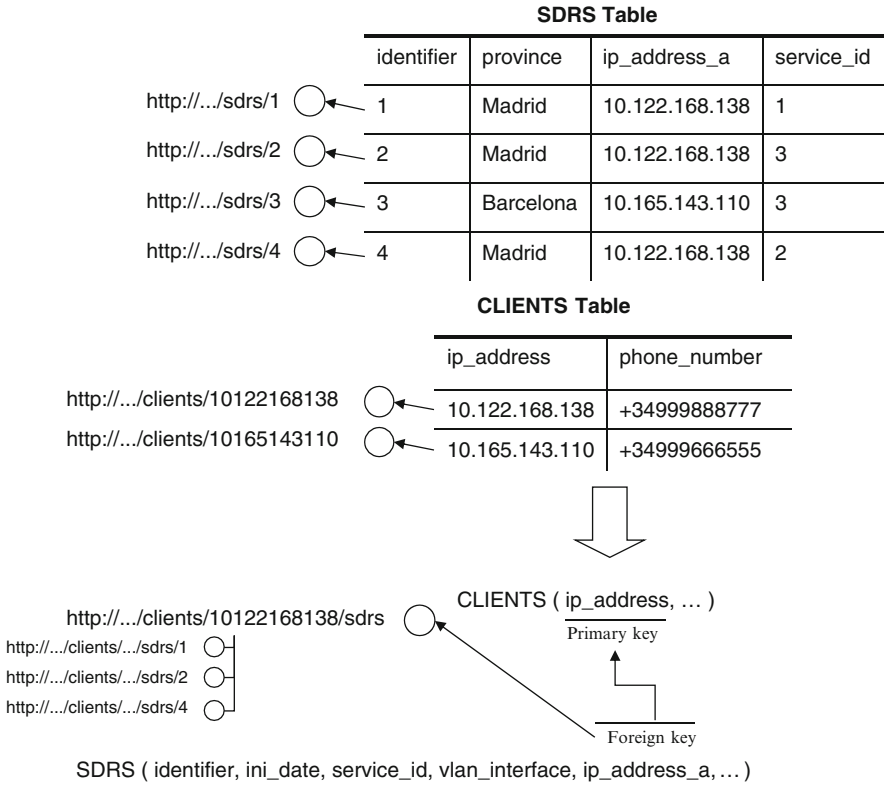 SDRS Table
identifier province ip_address_a service_id
http://.../sdrs/1 1 Madrid 10.122.168.138 1
http://.../sdrs/2 2 Madrid 10.122.168.138 3
http://.../sdrs/3 3 Barcelona 10.165.143.110 3
http://.../sdrs/4 4 Madrid 10.122.168.138 2
CLIENTS Table
ip_address phone_number
http://.../clients/10122168138 10.122.168.138 +34999888777
http://.../clients/10165143110 10.165.143.110 +34999666555
CLIENTS ( ip_address, ... )
Primary key
http://.../clients/10122168138/sdrs
http://.../clients/.../sdrs/1
http://.../clients/.../sdrs/2
http://.../clients/.../sdrs/4
Foreign key
SDRS ( identifier, ini_date, service_id, vlan_interface, ip_address_a, ... )